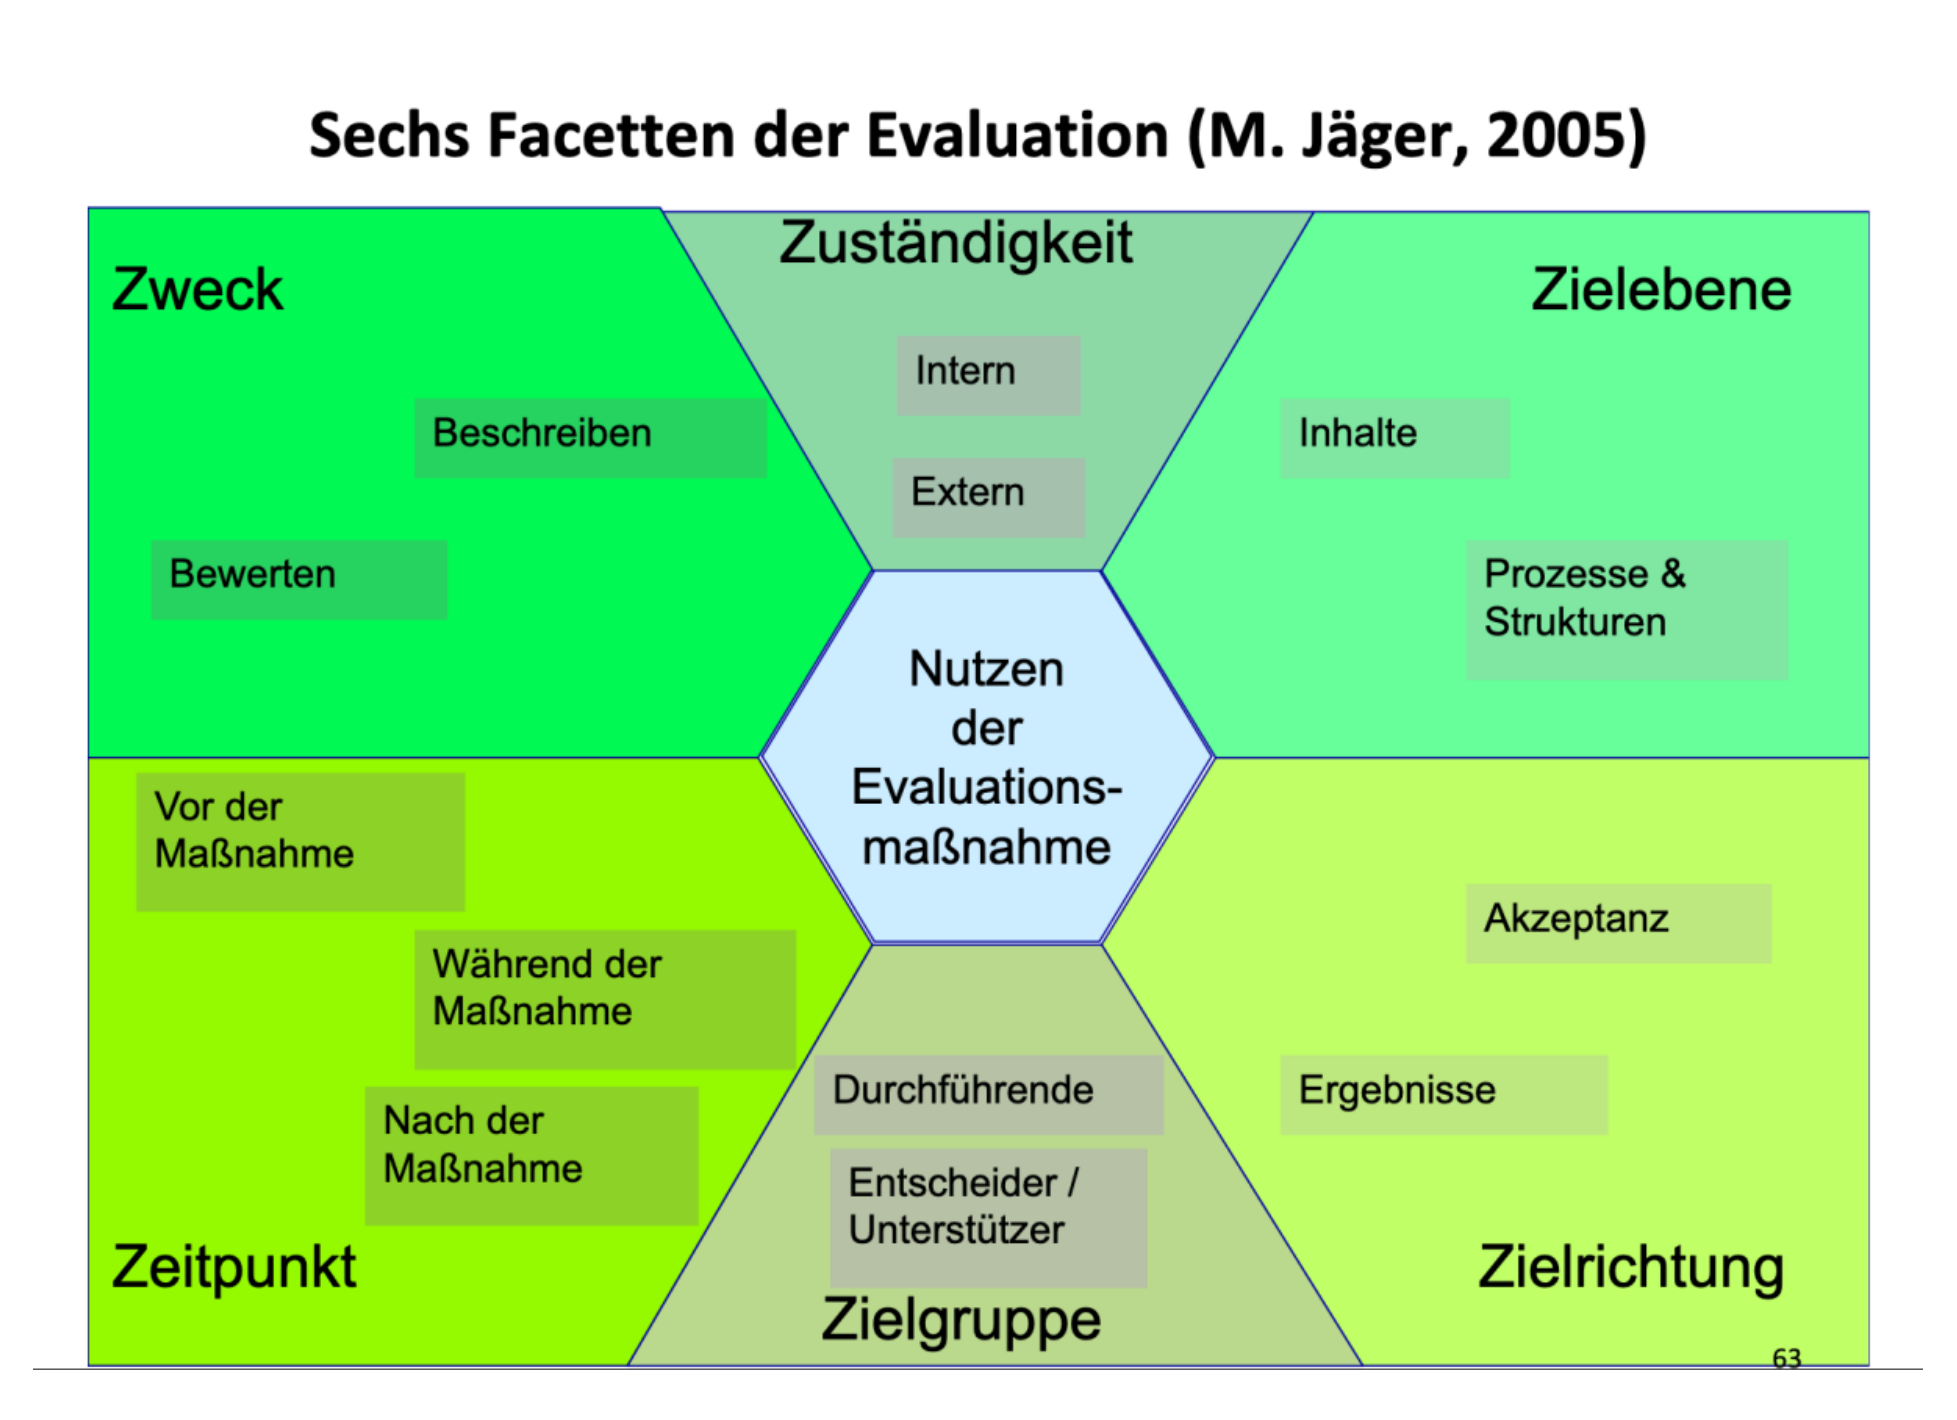 Sechs Facetten der Evaluation (M. Jäger, 2005)
Zweck
Beschreiben
Bewerten
Zuständigkeit
Intern
Extern
Zielebene
Inhalte
Prozesse &
Strukturen
Nutzen
der
Evaluations-
maßnahme
Vor der
Maßnahme
Während der
Maßnahme
Nach der
Maßnahme
Zeitpunkt
Durchführende
Entscheider /
Unterstützer
Zielgruppe
Akzeptanz
Ergebnisse
Zielrichtung
63